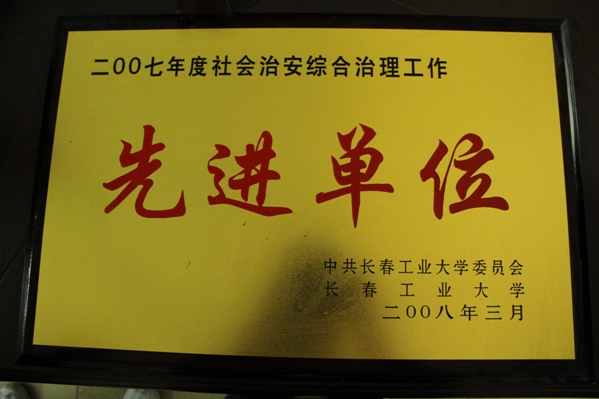 二00七年度社会治安综合治理工作
先进单位
中共长春工业大学委员会
长春工业大学
二00八年三月